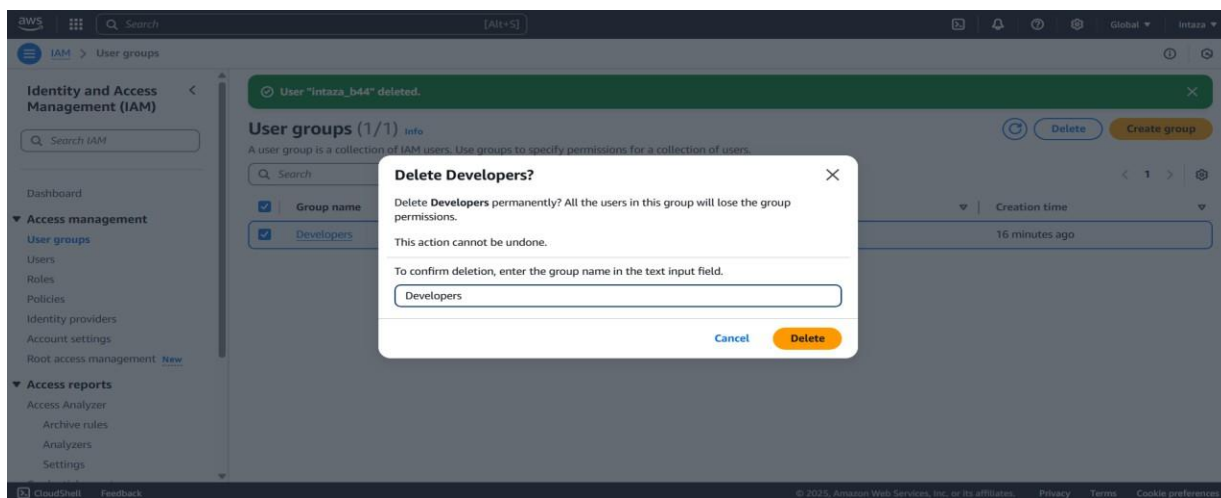 aws
Search
[Alt+S]
Global
intaza
IAM > User groups
Identity and Access Management (IAM)
Search IAM
Dashboard
Access management
User groups
Users
Roles
Policies
Identity providers
Account settings
Root access management New
Access reports
Access Analyzer
Archive rules
Analyzers
Settings
User "intaza_b44" deleted.
User groups (1/1) Info
Delete
Create group
A user group is a collection of IAM users. Use groups to specify permissions for a collection of users.
Search
1
Group name
Creation time
Developers
16 minutes ago
Delete Developers?
Delete Developers permanently? All the users in this group will lose the group
permissions.
This action cannot be undone.
To confirm deletion, enter the group name in the text input field.
Developers
Cancel
Delete
CloudShell
Feedback
© 2025, Amazon Web Services, Inc. or its affiliates.
Privacy
Terms
Cookie preferences